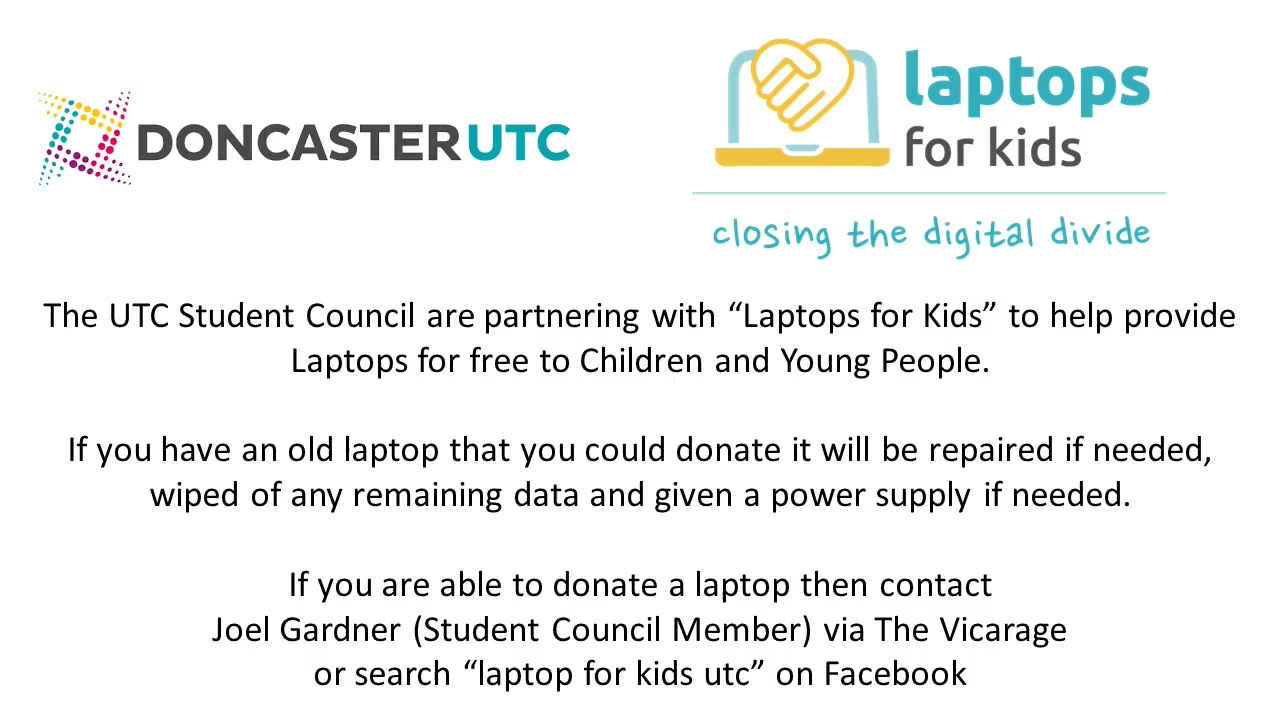 DONCASTER UTC
laptops
for kids
closing the digital divide
The UTC Student Council are partnering with “Laptops for Kids” to help provide
Laptops for free to Children and Young People.
If you have an old laptop that you could donate it will be repaired if needed,
wiped of any remaining data and given a power supply if needed.
If you are able to donate a laptop then contact
Joel Gardner (Student Council Member) via The Vicarage
or search “laptop for kids utc” on Facebook